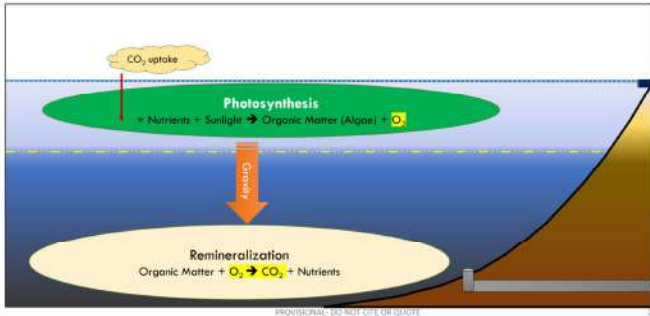 CO₂ uptake
Photosynthesis
+ Nutrients + Sunlight ➔ Organic Matter (Algae) + O₂
Gravity
Remineralization
Organic Matter + O₂ ➔ CO₂ + Nutrients
PROVISIONAL- DO NOT CITE OR QUOTE